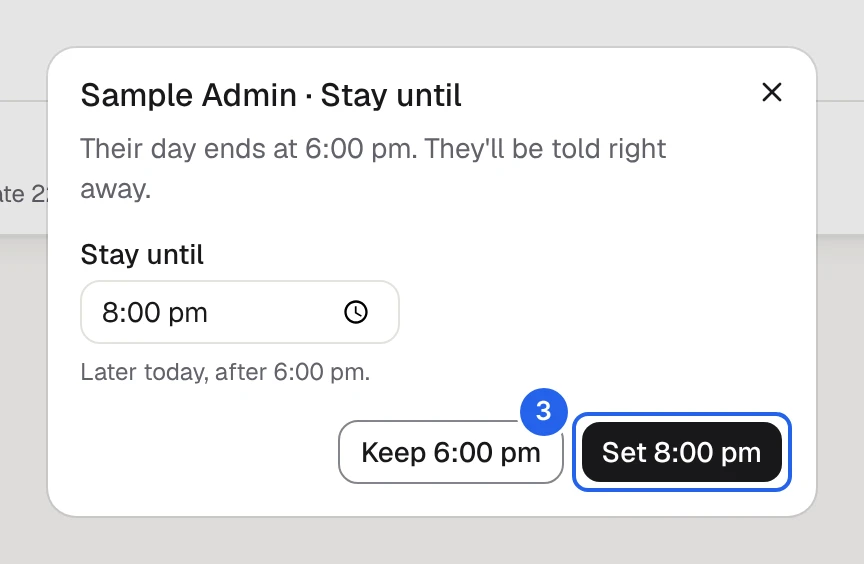 Sample Admin · Stay until
Their day ends at 6:00 pm. They'll be told right
away.
Stay until
8:00 pm
Later today, after 6:00 pm.
3
Keep 6:00 pm
Set 8:00 pm